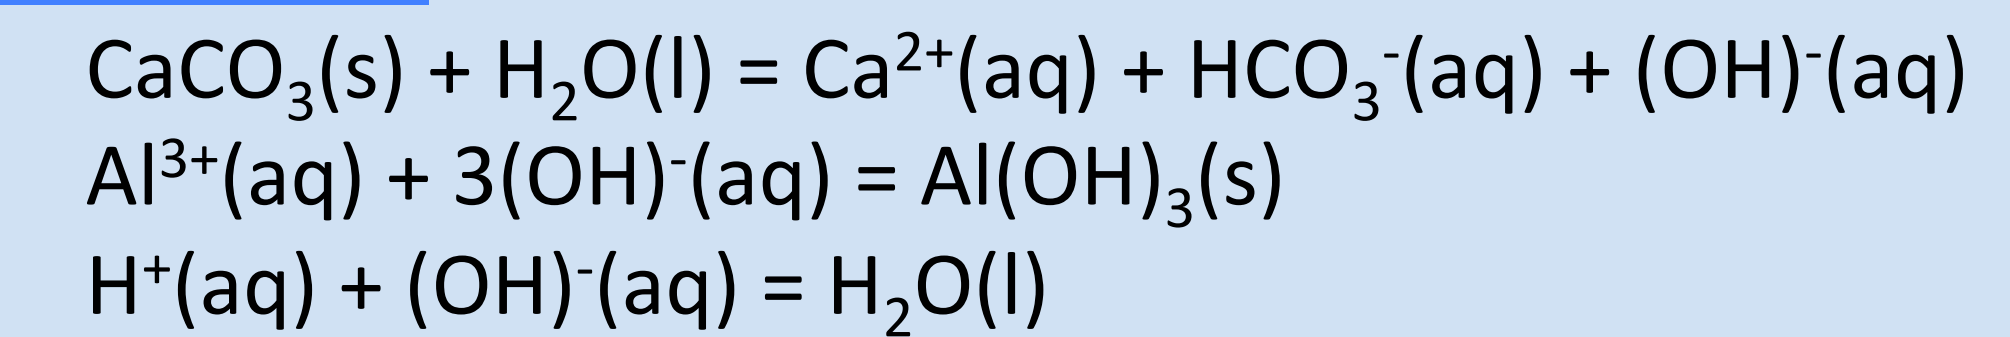 CaCO₃(s) + H₂O(l) = Ca²⁺(aq) + HCO₃⁻(aq) + (OH)⁻(aq)
Al³⁺(aq) + 3(OH)⁻(aq) = Al(OH)₃(s)
H⁺(aq) + (OH)⁻(aq) = H₂O(l)